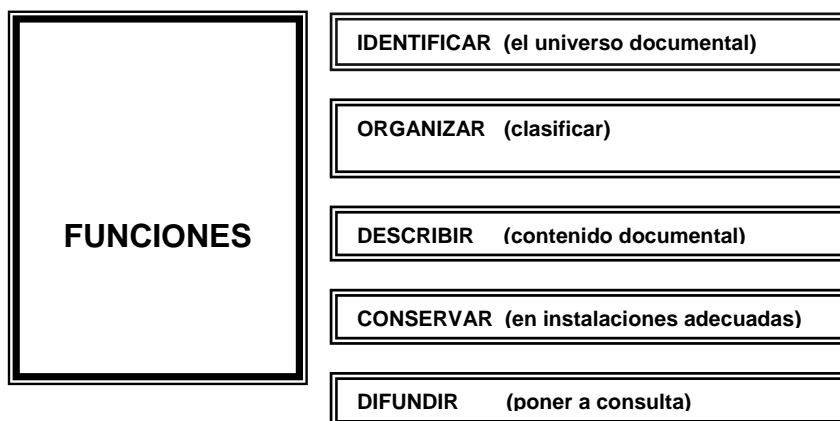 FUNCIONES
IDENTIFICAR (el universo documental)
ORGANIZAR (clasificar)
DESCRIBIR (contenido documental)
CONSERVAR (en instalaciones adecuadas)
DIFUNDIR (poner a consulta)